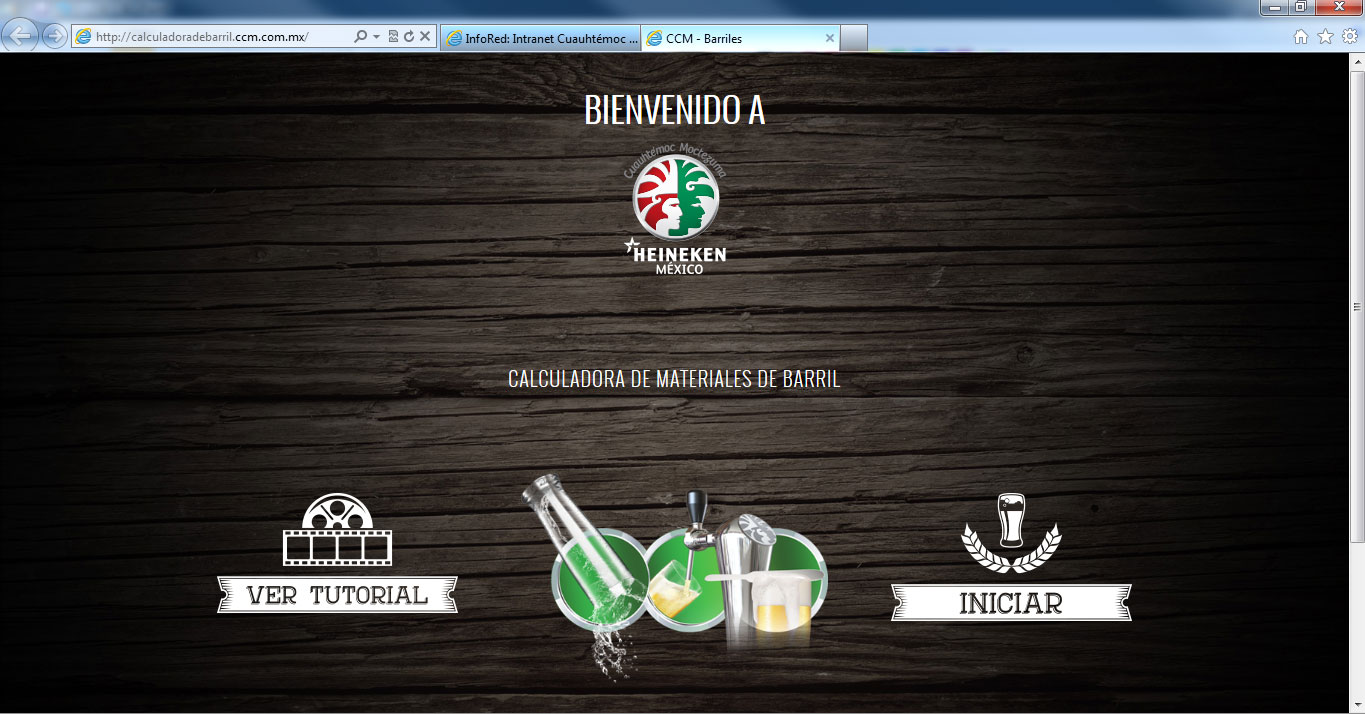 http://calculadoradebarril.ccm.com.mx/
InfoRed: Intranet Cuauhtémoc ...
CCM - Barriles
BIENVENIDO A
Cuauhtémoc Moctezuma
HEINEKEN
MÉXICO
CALCULADORA DE MATERIALES DE BARRIL
VER TUTORIAL
INICIAR